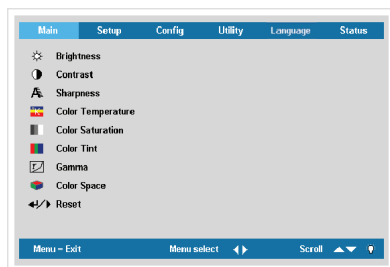 Main Setup Config Utility Language Status
Brightness
Contrast
Sharpness
Color Temperature
Color Saturation
Color Tint
Gamma
Color Space
Reset
Menu – Exit Menu select Scroll